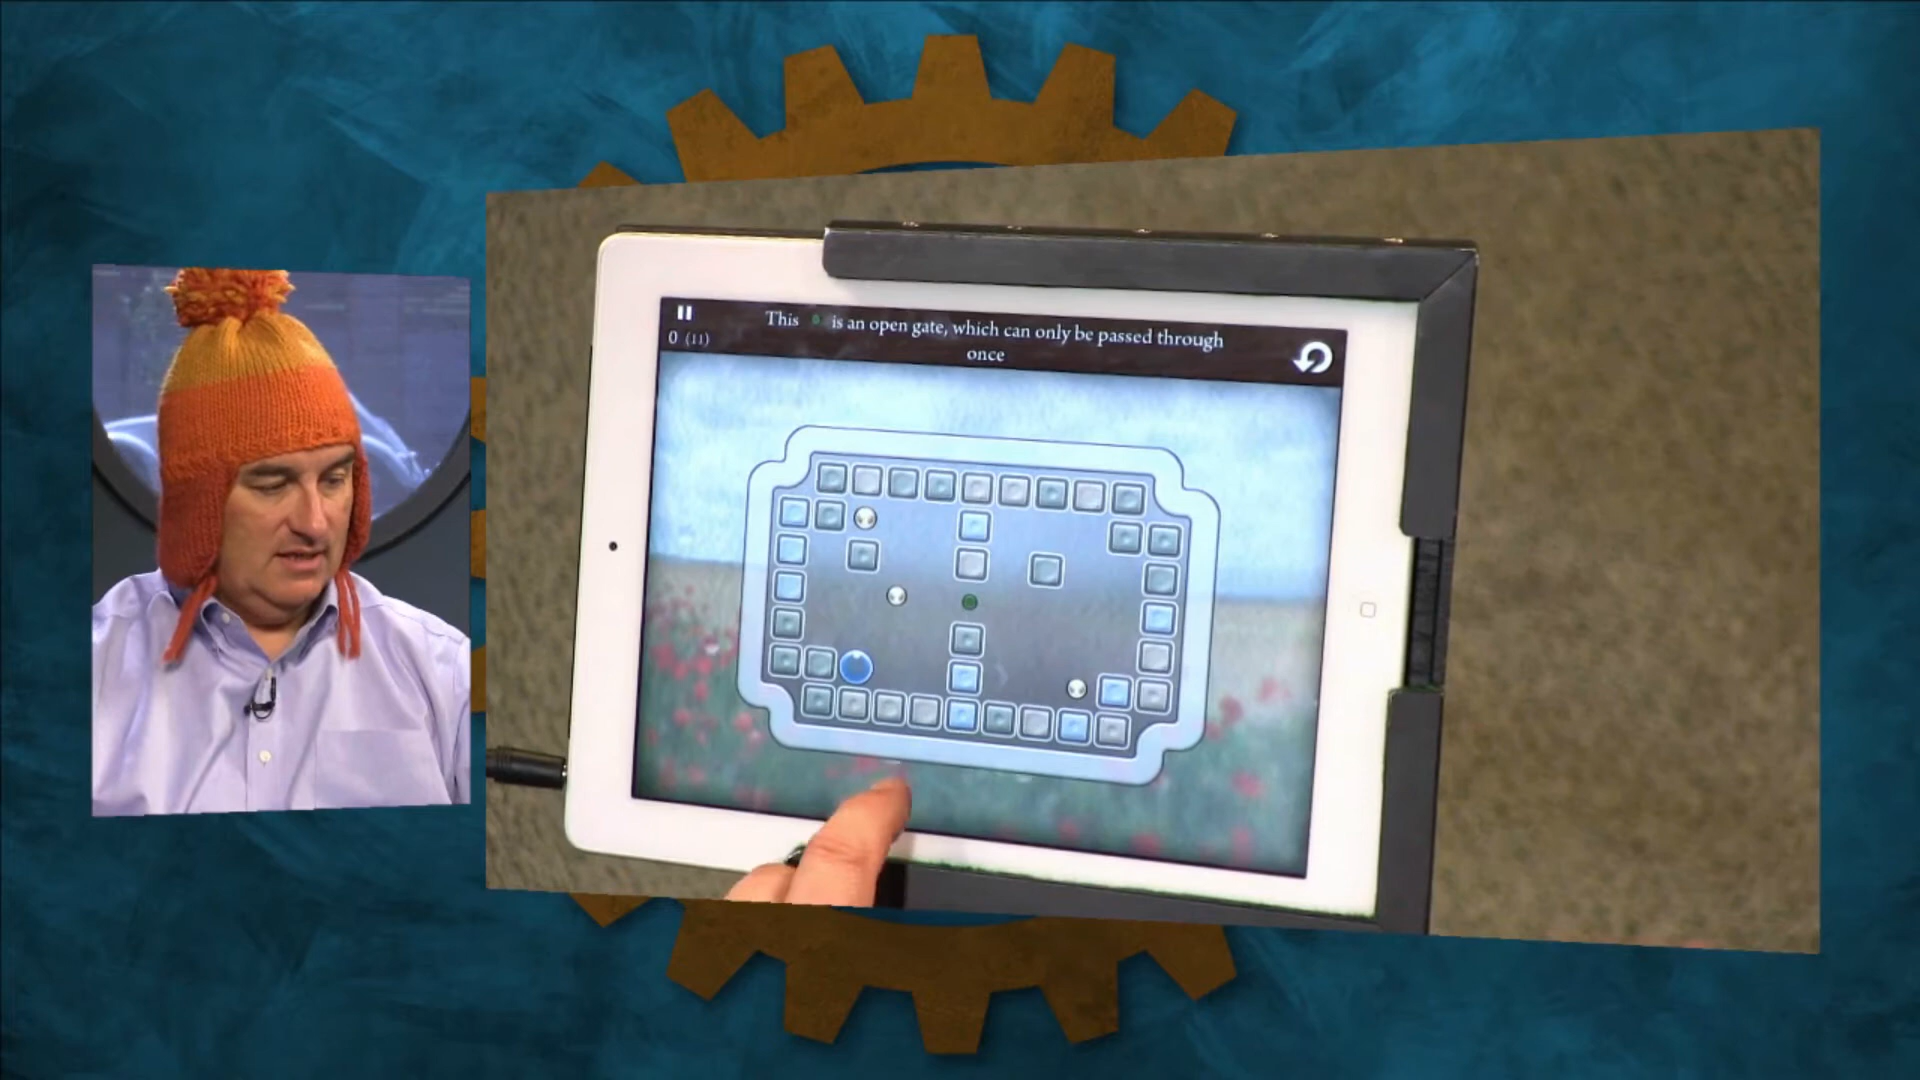 This is an open gate, which can only be passed through
once
0 (11)